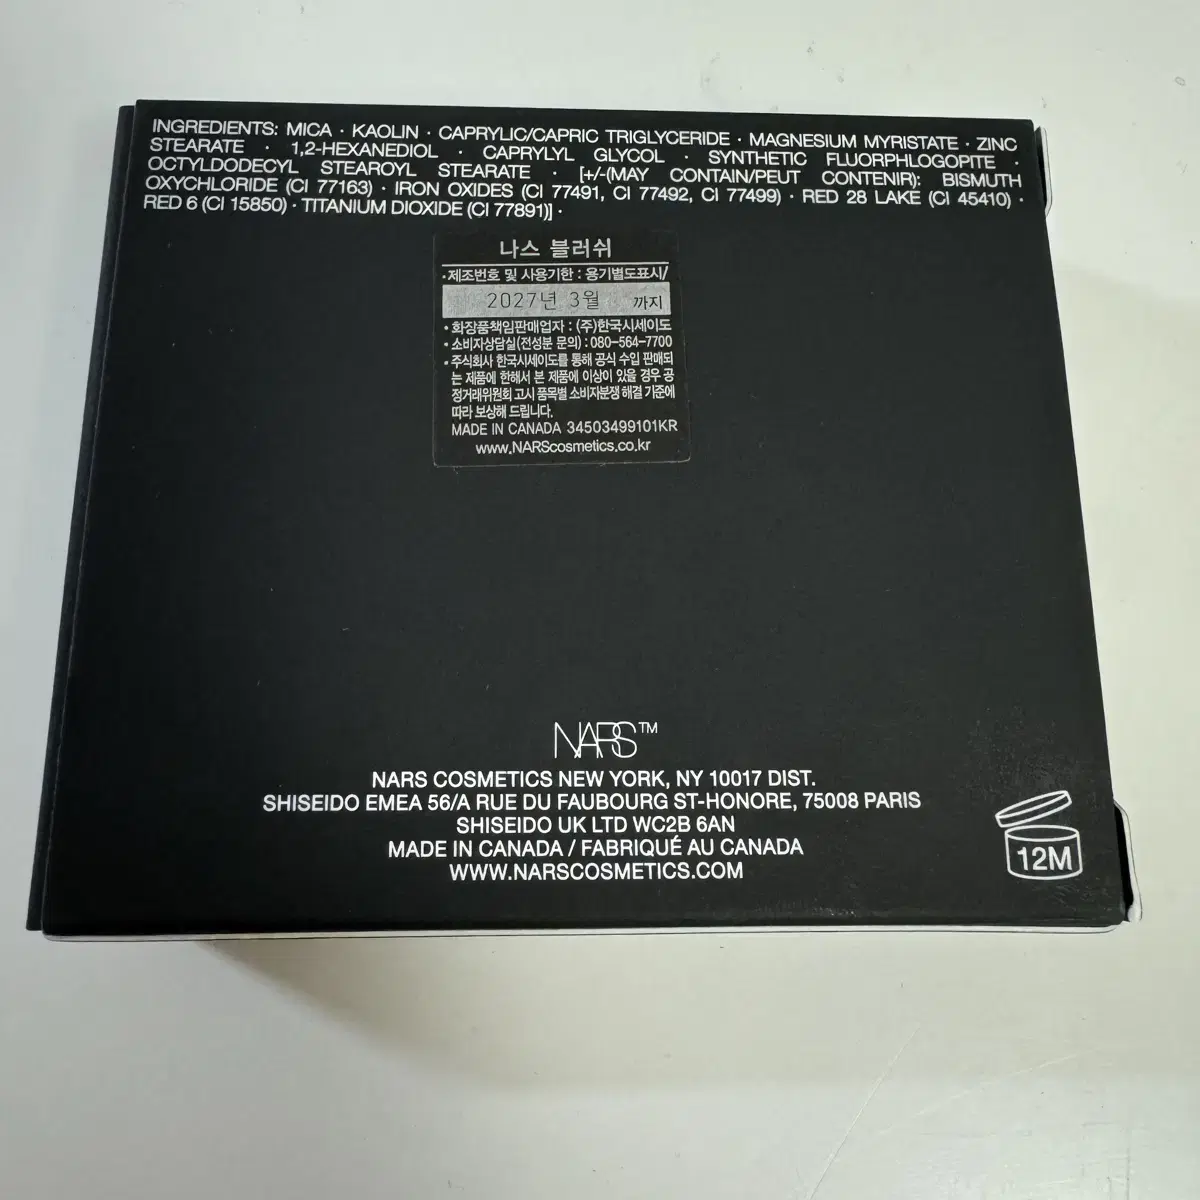 INGREDIENTS: MICA · KAOLIN · CAPRYLIC/CAPRIC TRIGLYCERIDE · MAGNESIUM MYRISTATE · ZINC
STEARATE · 1,2-HEXANEDIOL · CAPRYLYL GLYCOL · SYNTHETIC FLUORPHLOGOPITE ·
OCTYLDODECYL STEAROYL STEARATE · [+/-(MAY CONTAIN/PEUT CONTENIR): BISMUTH
OXYCHLORIDE (CI 77163) · IRON OXIDES (CI 77491, CI 77492, CI 77499) · RED 28 LAKE (CI 45410) ·
RED 6 (CI 15850) · TITANIUM DIOXIDE (CI 77891)] ·
나스 블러쉬
·제조번호 및 사용기한 : 용기별도표시/
2027년 3월 까지
• 화장품책임판매업자 : (주)한국시세이도
• 소비자상담실(전성분 문의) : 080-564-7700
• 주식회사 한국시세이도를 통해 공식 수입 판매되
는 제품에 한해서 본 제품에 이상이 있을 경우 공
정거래위원회 고시 품목별 소비자분쟁 해결 기준에
따라 보상해 드립니다.
MADE IN CANADA 34503499101KR
www.NARScosmetics.co.kr
NARS™
NARS COSMETICS NEW YORK, NY 10017 DIST.
SHISEIDO EMEA 56/A RUE DU FAUBOURG ST-HONORE, 75008 PARIS
SHISEIDO UK LTD WC2B 6AN
MADE IN CANADA / FABRIQUÉ AU CANADA
WWW.NARSCOSMETICS.COM
12M